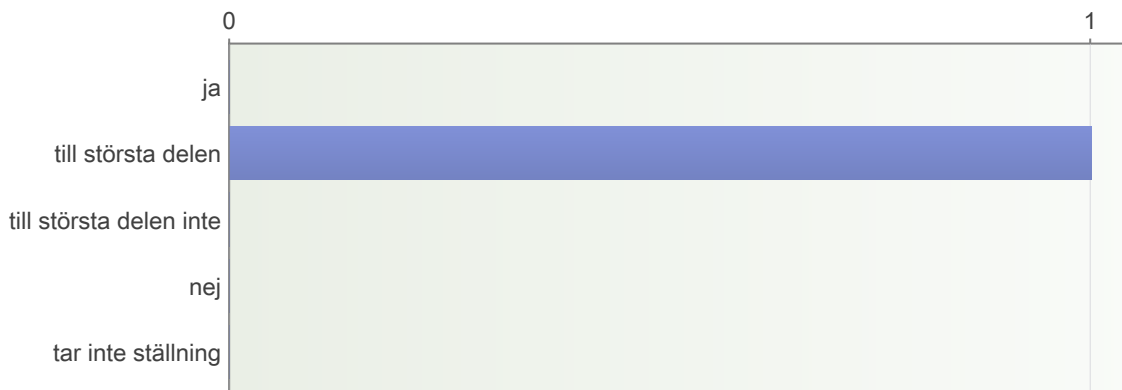 0 1
ja
till största delen
till största delen inte
nej
tar inte ställning